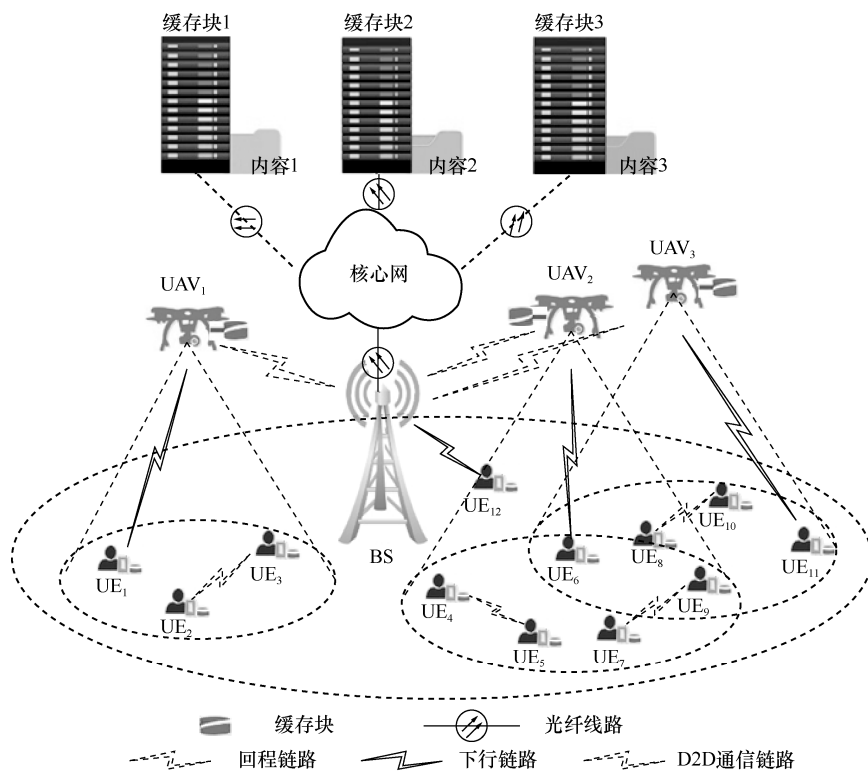 缓存块1
缓存块2
缓存块3
内容1
内容2
内容3
核心网
UAV₁
UAV₂
UAV₃
BS
UE₁₂
UE₁
UE₂
UE₃
UE₄
UE₅
UE₆
UE₇
UE₈
UE₉
UE₁₀
UE₁₁
缓存块
光纤线路
回程链路
下行链路
D2D通信链路